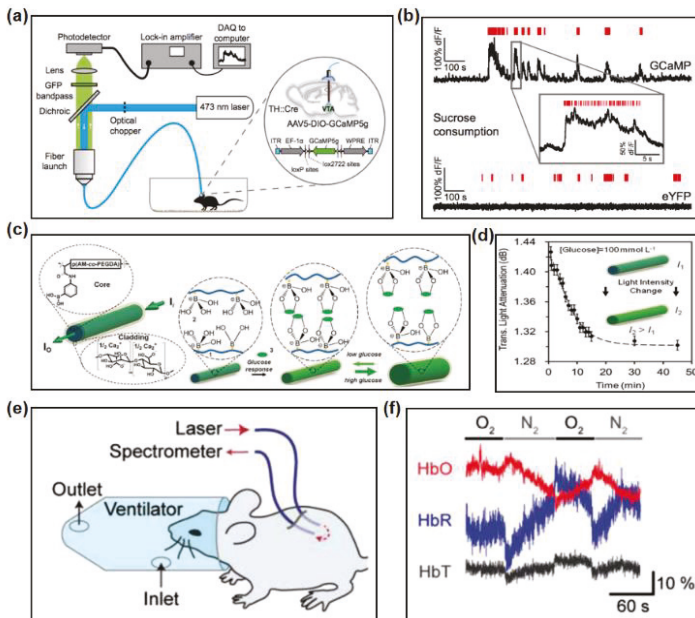 (a)
Photodetector
Lock-in amplifier
DAQ to
computer
Lens
GFP
bandpass
Dichroic
Optical
chopper
473 nm laser
Fiber
launch
TH::Cre
VTA
AAV5-DIO-GCaMP5g
ITR EF-1α GCaMP5g WPRE ITR
loxP sites
lox2722 sites
(b)
100% dF/F
100 s
GCaMP
Sucrose
consumption
50%
dF/F
5 s
100% dF/F
100 s
eYFP
(c)
p(AM-co-PEGDA)
Core
Cladding
1/2 Ca2+ 1/2 Ca2+
Glucose
response
low glucose
high glucose
(d)
[Glucose]=100mmol L-1
Light Intensity
Change
I1
I2
I2 > I1
Trans. Light Attenuation (dB)
1.44
1.40
1.36
1.32
1.28
0 10 20 30 40 50
Time (min)
(e)
Laser
Spectrometer
Outlet
Ventilator
Inlet
(f)
O2 N2 O2 N2
HbO
HbR
HbT
10 %
60 s